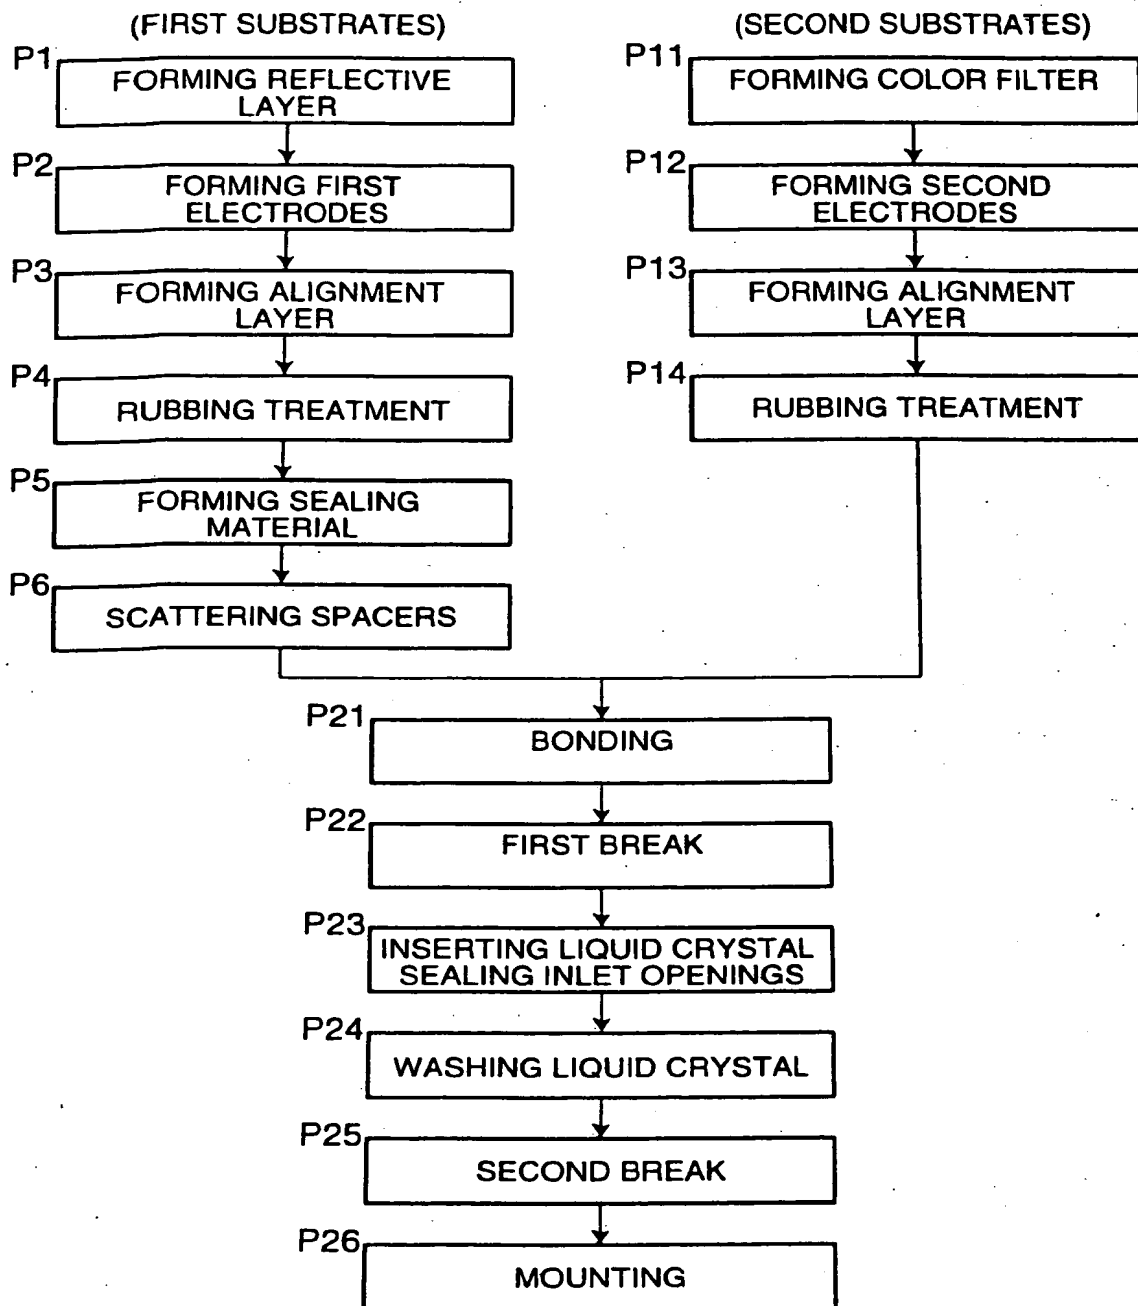 (FIRST SUBSTRATES)
P1
FORMING REFLECTIVE
LAYER
P2
FORMING FIRST
ELECTRODES
P3
FORMING ALIGNMENT
LAYER
P4
RUBBING TREATMENT
P5
FORMING SEALING
MATERIAL
P6
SCATTERING SPACERS
(SECOND SUBSTRATES)
P11
FORMING COLOR FILTER
P12
FORMING SECOND
ELECTRODES
P13
FORMING ALIGNMENT
LAYER
P14
RUBBING TREATMENT
P21
BONDING
P22
FIRST BREAK
P23
INSERTING LIQUID CRYSTAL
SEALING INLET OPENINGS
P24
WASHING LIQUID CRYSTAL
P25
SECOND BREAK
P26
MOUNTING